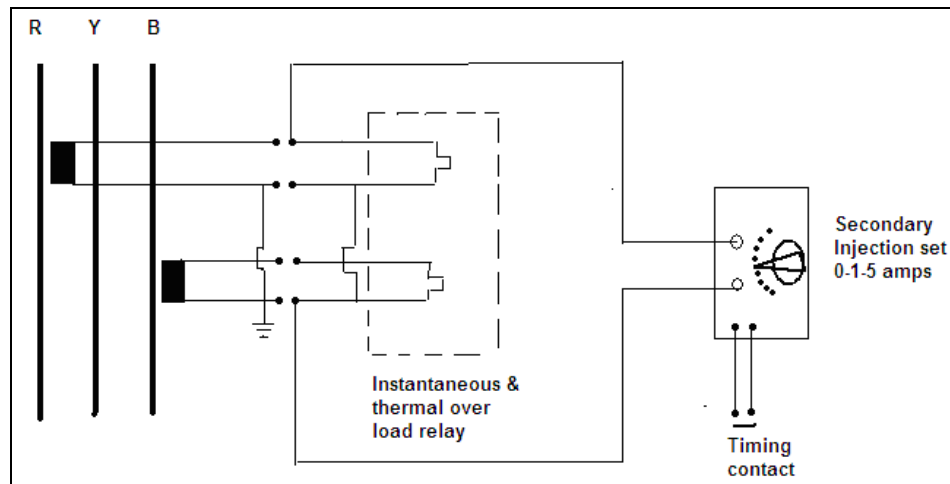 R Y B
Secondary
Injection set
0-1-5 amps
Instantaneous &
thermal over
load relay
Timing
contact